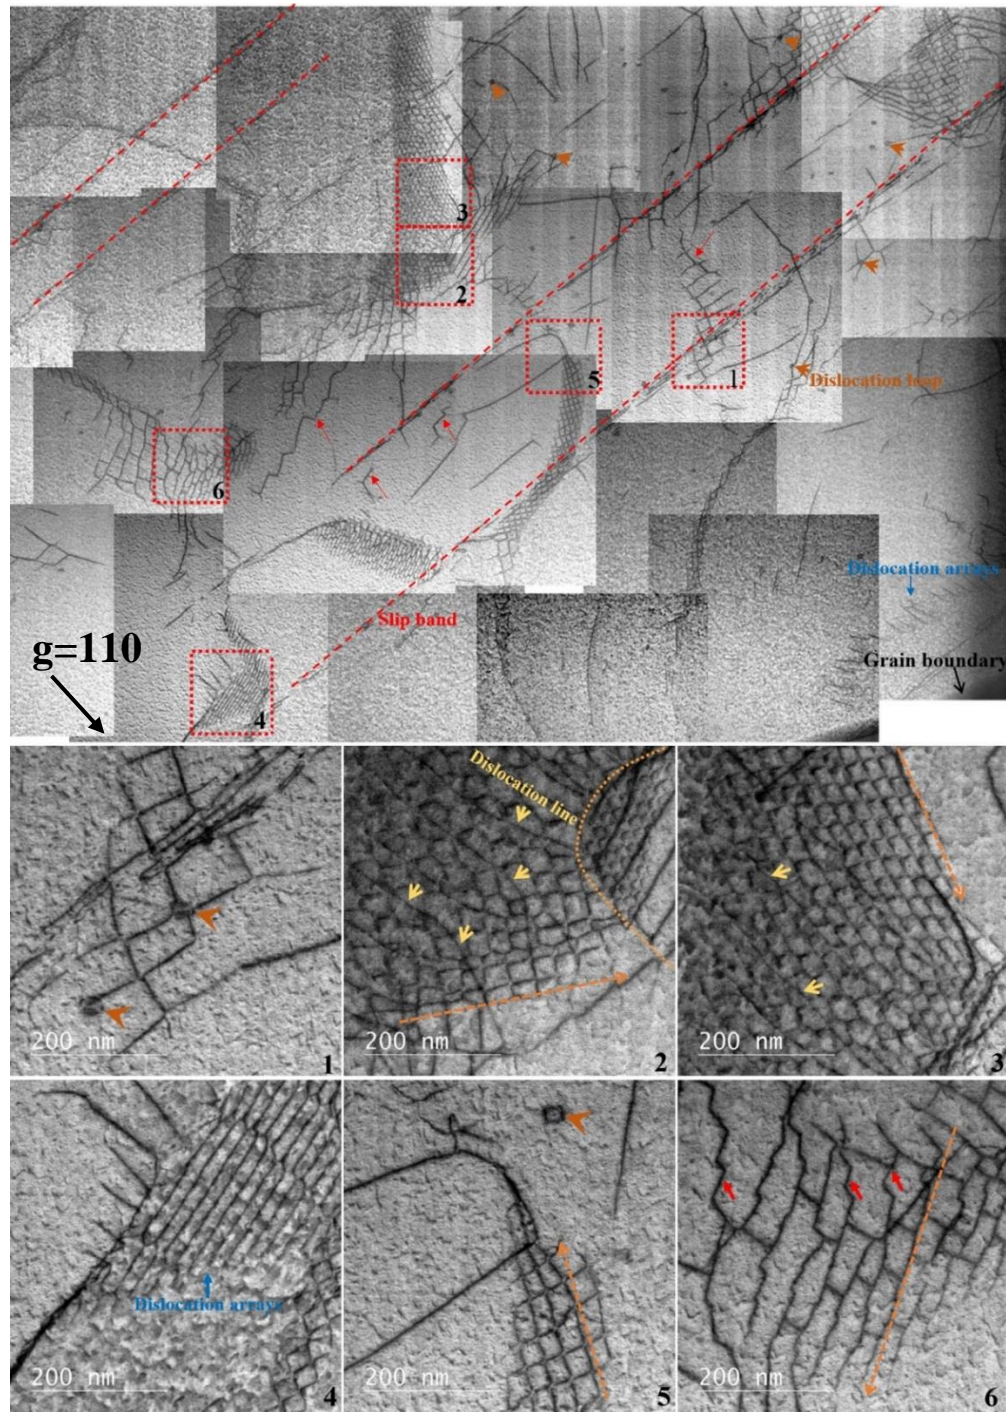 3
2
5
1
Dislocation loop
6
Dislocation arrays
Slip band
g=110
Grain boundary
4
Dislocation line
200 nm
1
200 nm
2
200 nm
3
Dislocation arrays
200 nm
4
200 nm
5
200 nm
6